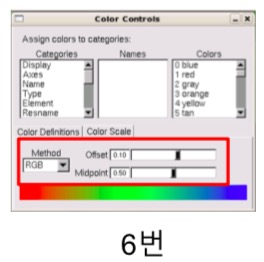 Color Controls
Assign colors to categories:
Categories Names Colors
Display 0 blue
Axes 1 red
Name 2 gray
Type 3 orange
Element 4 yellow
Resname 5 tan
Color Definitions Color Scale
Method Offset 0.10
RGB Midpoint 0.50
6번